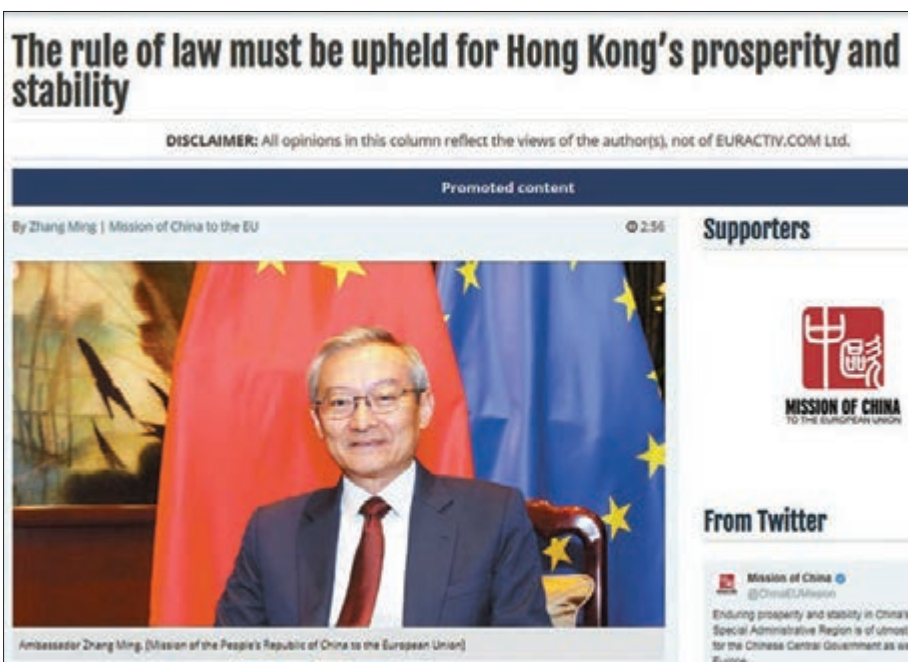 The rule of law must be upheld for Hong Kong's prosperity and
stability
DISCLAIMER: All opinions in this column reflect the views of the author(s), not of EURACTIV.COM Ltd.
Promoted content
By Zhang Ming | Mission of China to the EU
2:56
Ambassador Zhang Ming. [Mission of the People's Republic of China to the European Union]
Supporters
MISSION OF CHINA
TO THE EUROPEAN UNION
From Twitter
Mission of China
@ChinaEUMission
Enduring prosperity and stability in China's
Special Administrative Region is of utmost
for the Chinese Central Government as
Europe